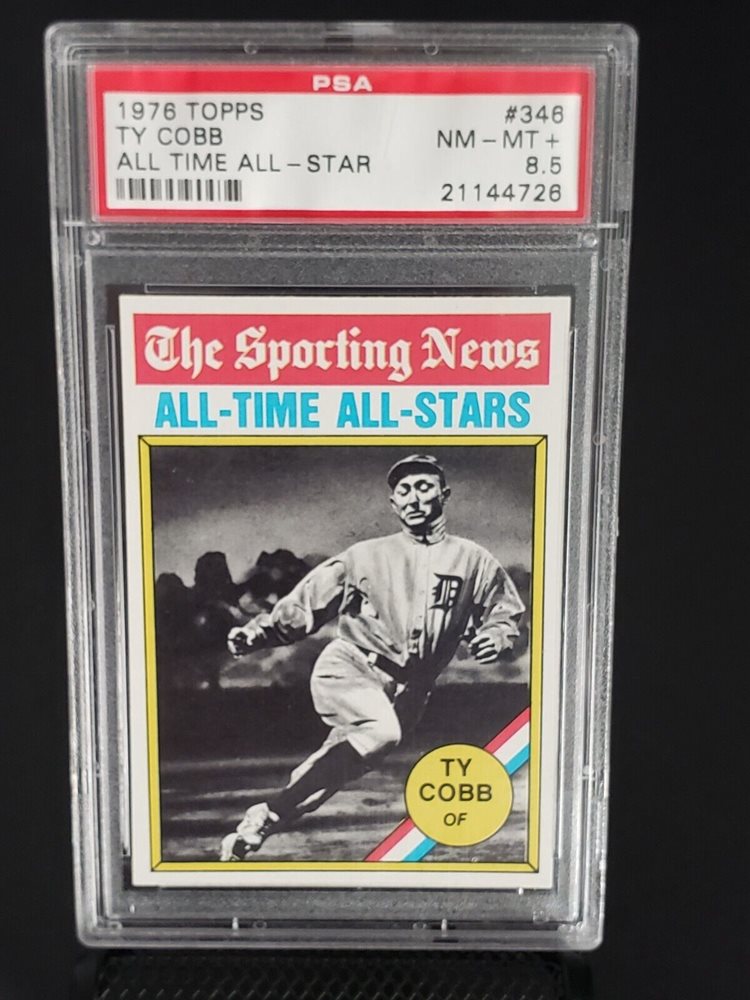 PSA
1976 TOPPS #346
TY COBB NM-MT+
ALL TIME ALL-STAR 8.5
21144726
The Sporting News
ALL-TIME ALL-STARS
D
TY
COBB
OF